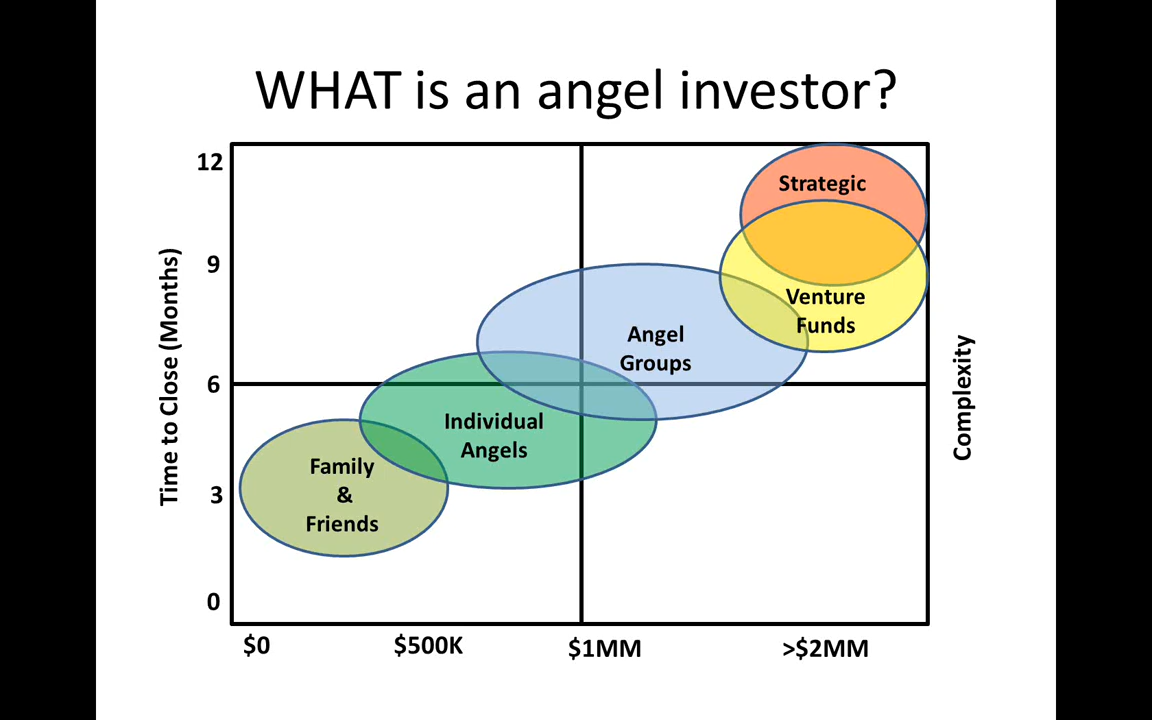 WHAT is an angel investor?
12
9
6
3
0
Time to Close (Months)
Strategic
Venture
Funds
Angel
Groups
Individual
Angels
Family
&
Friends
Complexity
$0
$500K
$1MM
>$2MM